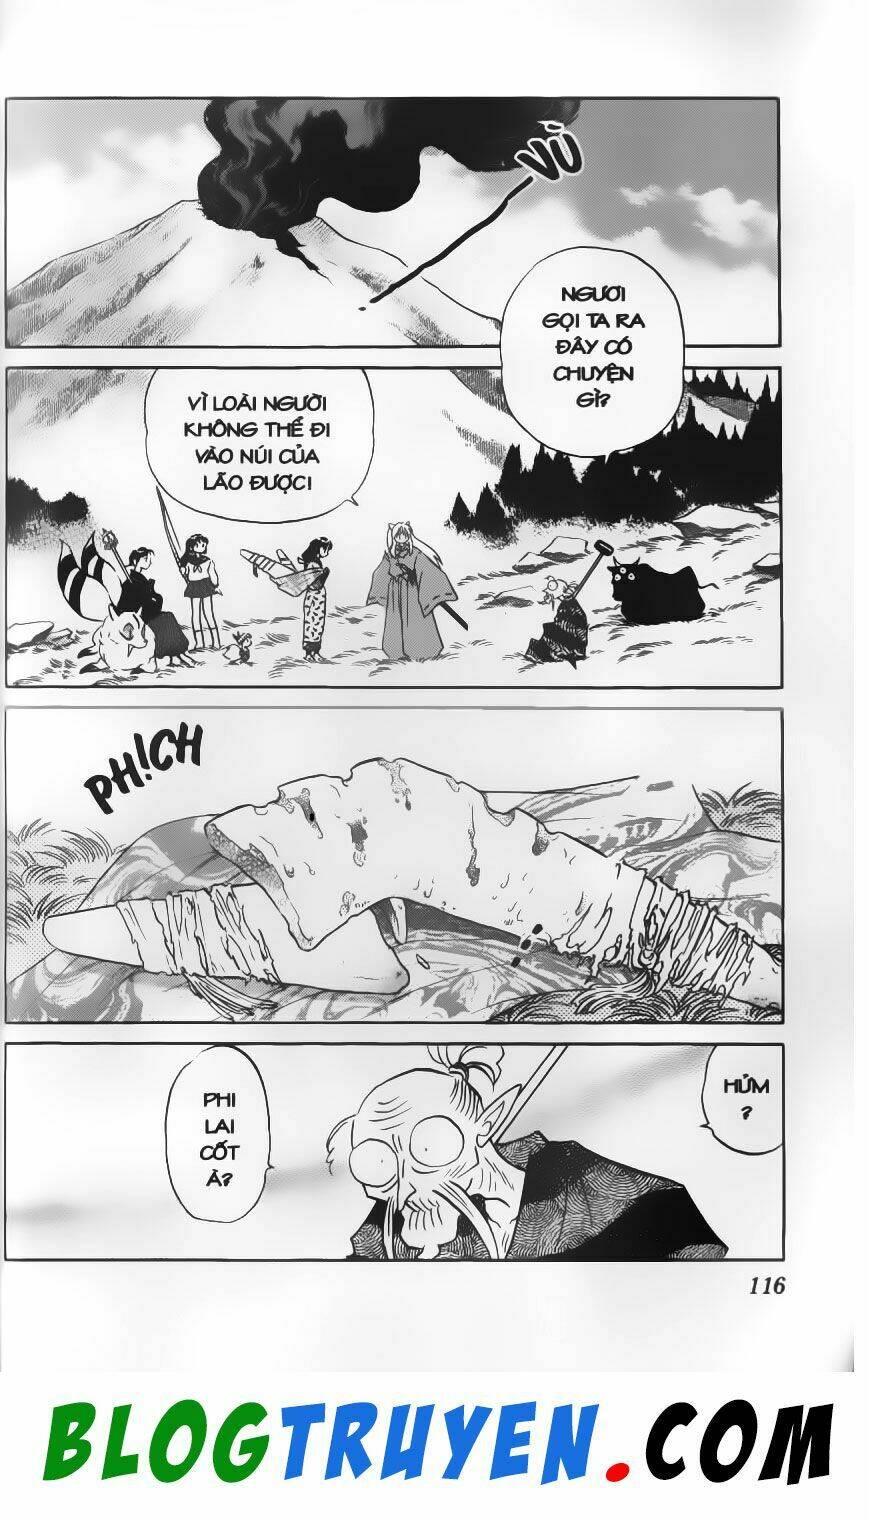 VÙ
NGƯƠI
GỌI TA RA
ĐÂY CÓ
CHUYỆN
GÌ?
VÌ LOÀI NGƯỜI
KHÔNG THỂ ĐI
VÀO NÚI CỦA
LÃO ĐƯỢC!
PHỊCH
HỬM
?
PHI
LAI
CỐT
À?
116
BLOGTRUYEN.COM